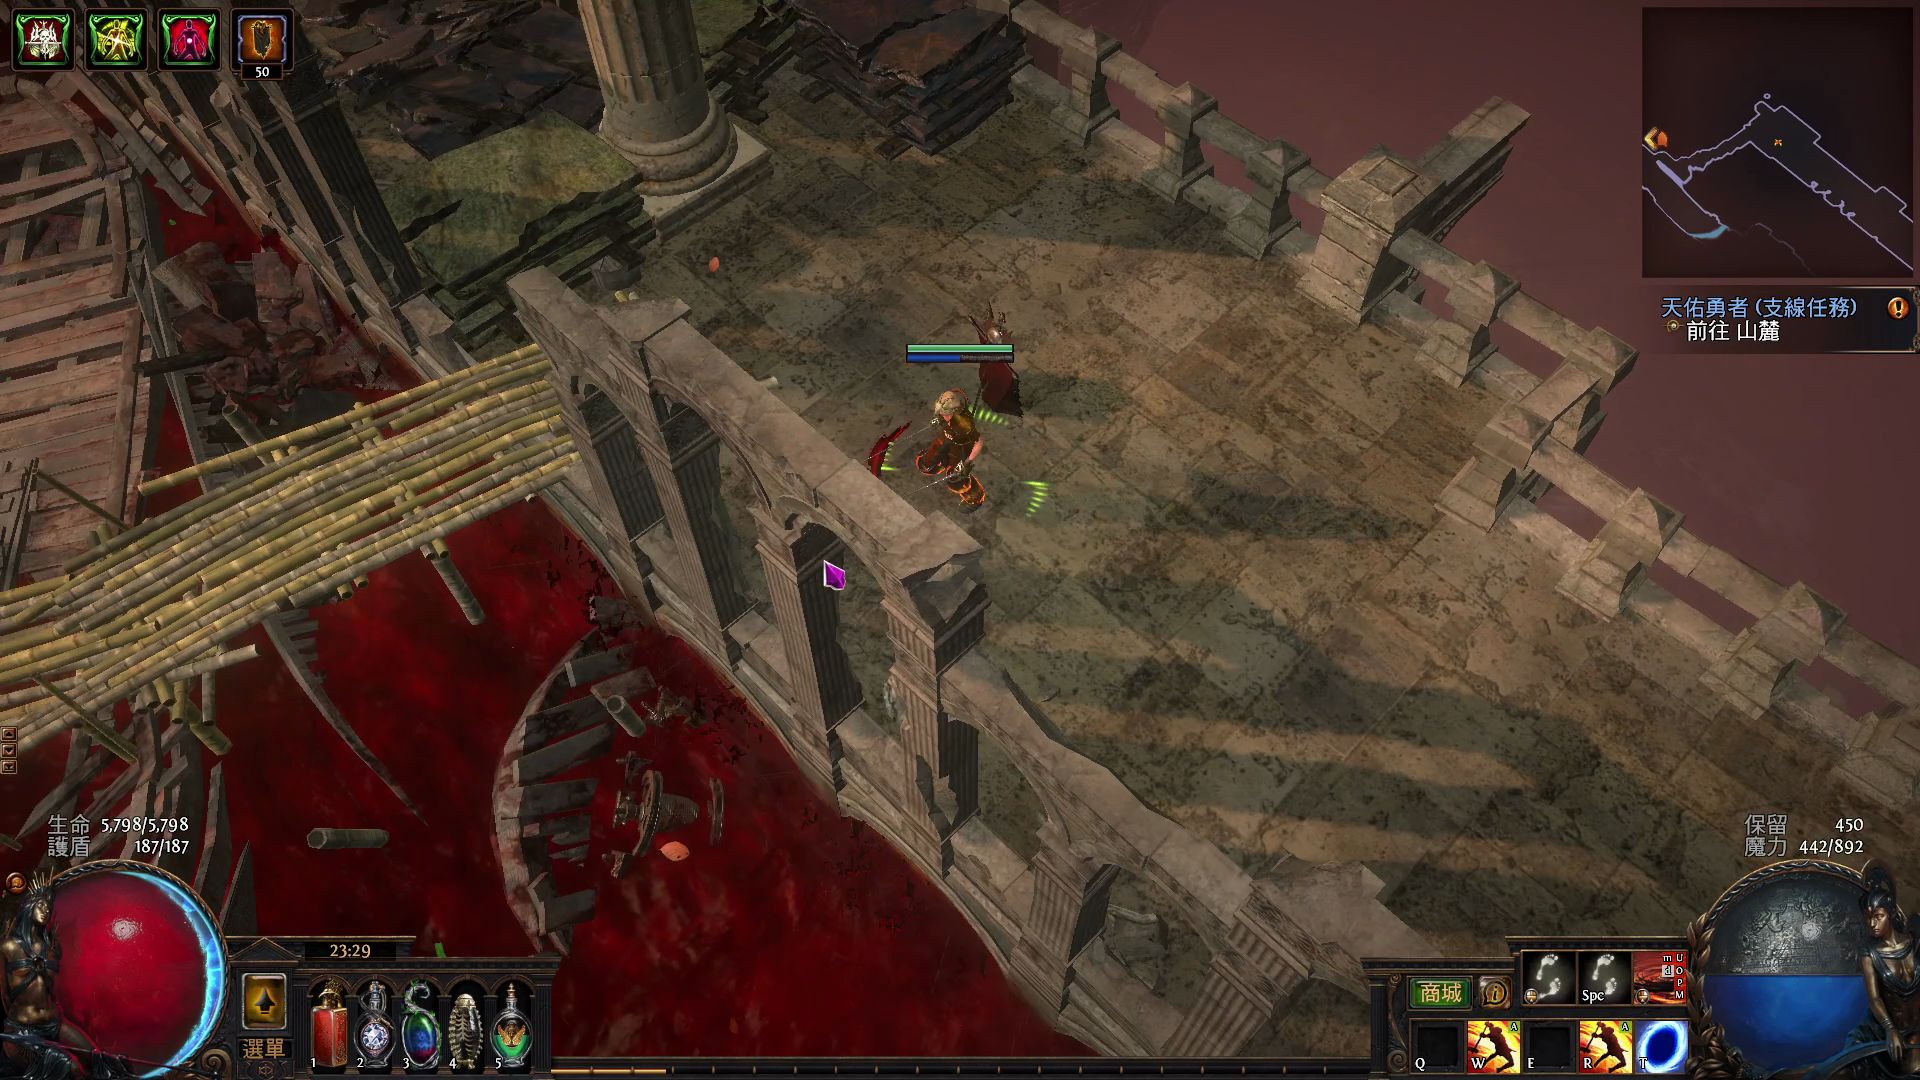 50
天佑勇者 (支線任務)
前往 山麓
生命 5,798/5,798
護盾 187/187
保留 450
魔力 442/892
23:29
選單
1 2 3 4 5
商城
Spc
m U
d O
P
M
Q W A E R A T